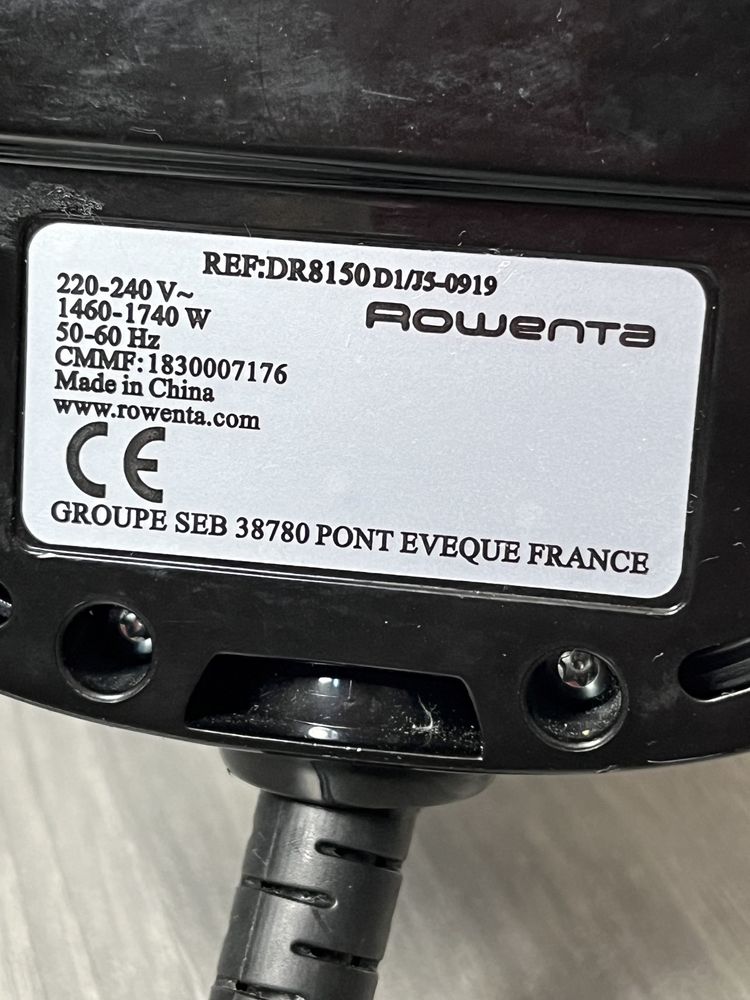 REF:DR8150 D1/J5-0919
220-240 V~
1460-1740 W
50-60 Hz
CMMF: 1830007176
Made in China
www.rowenta.com
Rowenta
CE
GROUPE SEB 38780 PONT EVEQUE FRANCE